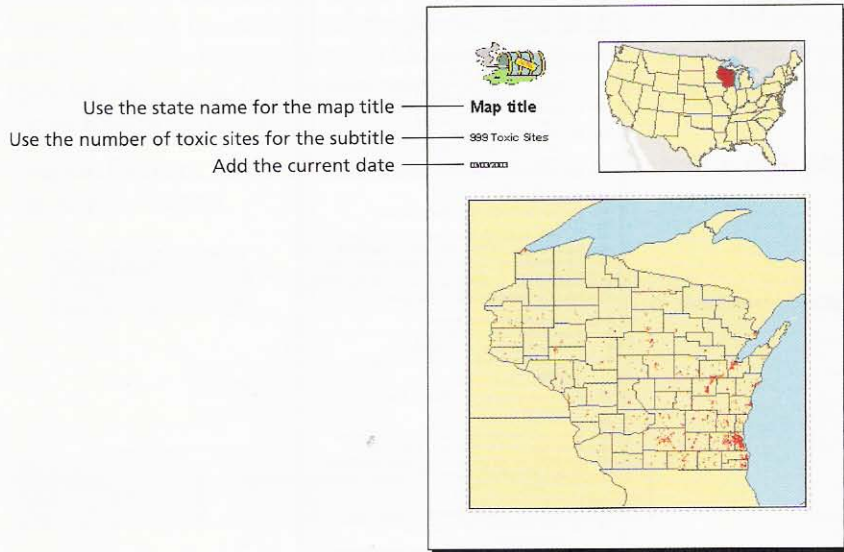 Use the state name for the map title
Map title
Use the number of toxic sites for the subtitle
999 Toxic Sites
Add the current date